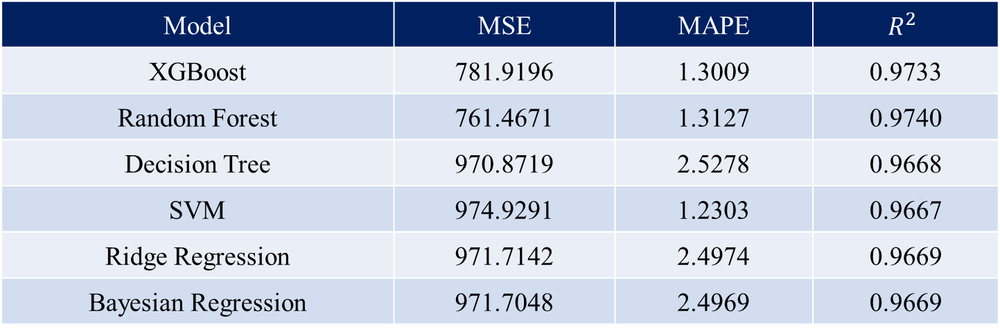 Model MSE MAPE R²
XGBoost 781.9196 1.3009 0.9733
Random Forest 761.4671 1.3127 0.9740
Decision Tree 970.8719 2.5278 0.9668
SVM 974.9291 1.2303 0.9667
Ridge Regression 971.7142 2.4974 0.9669
Bayesian Regression 971.7048 2.4969 0.9669